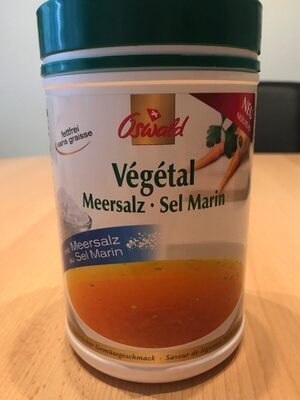 fettfrei
sans graisse
Oswald
NEU
Végétal
Meersalz · Sel Marin
Meersalz
Sel Marin
Gemüsegeschmack · Saveur de légumes